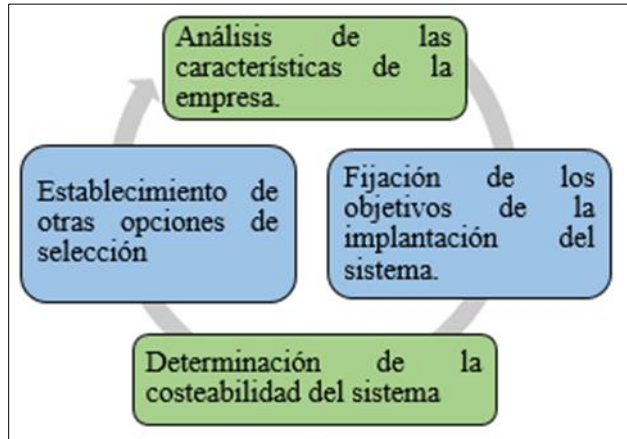 Análisis de las
características de la
empresa.
Fijación de los
objetivos de la
implantación del
sistema.
Determinación de la
costeabilidad del sistema
Establecimiento de
otras opciones de
selección